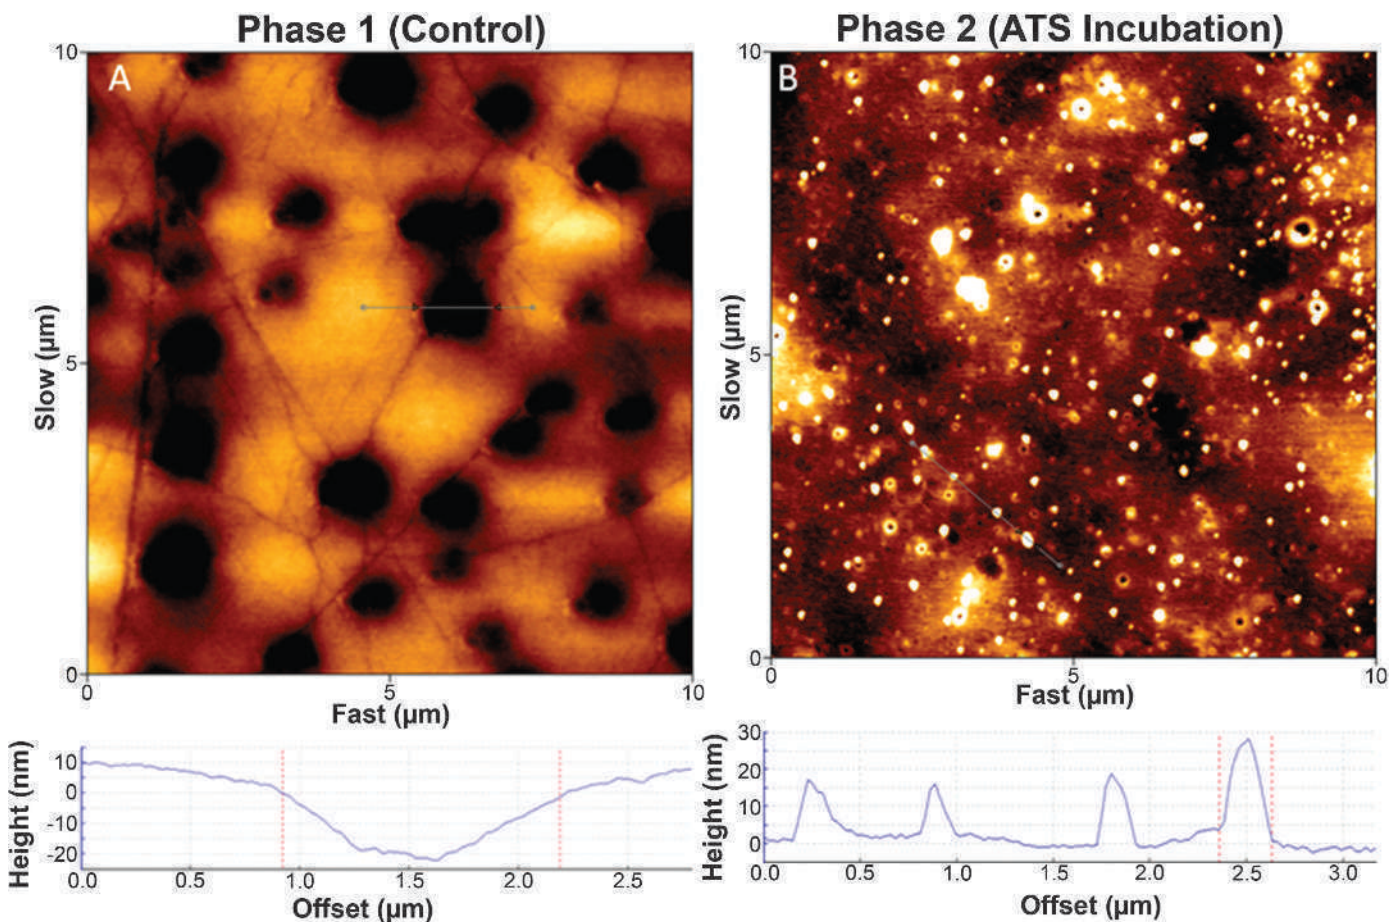 Phase 1 (Control)
Phase 2 (ATS Incubation)
A
10
5
0
Slow (µm)
0
5
10
Fast (µm)
B
10
5
0
Slow (µm)
0
5
10
Fast (µm)
Height (nm)
10
0
-10
-20
0.0
0.5
1.0
1.5
2.0
2.5
Offset (µm)
Height (nm)
30
20
10
0
0.0
0.5
1.0
1.5
2.0
2.5
3.0
Offset (µm)